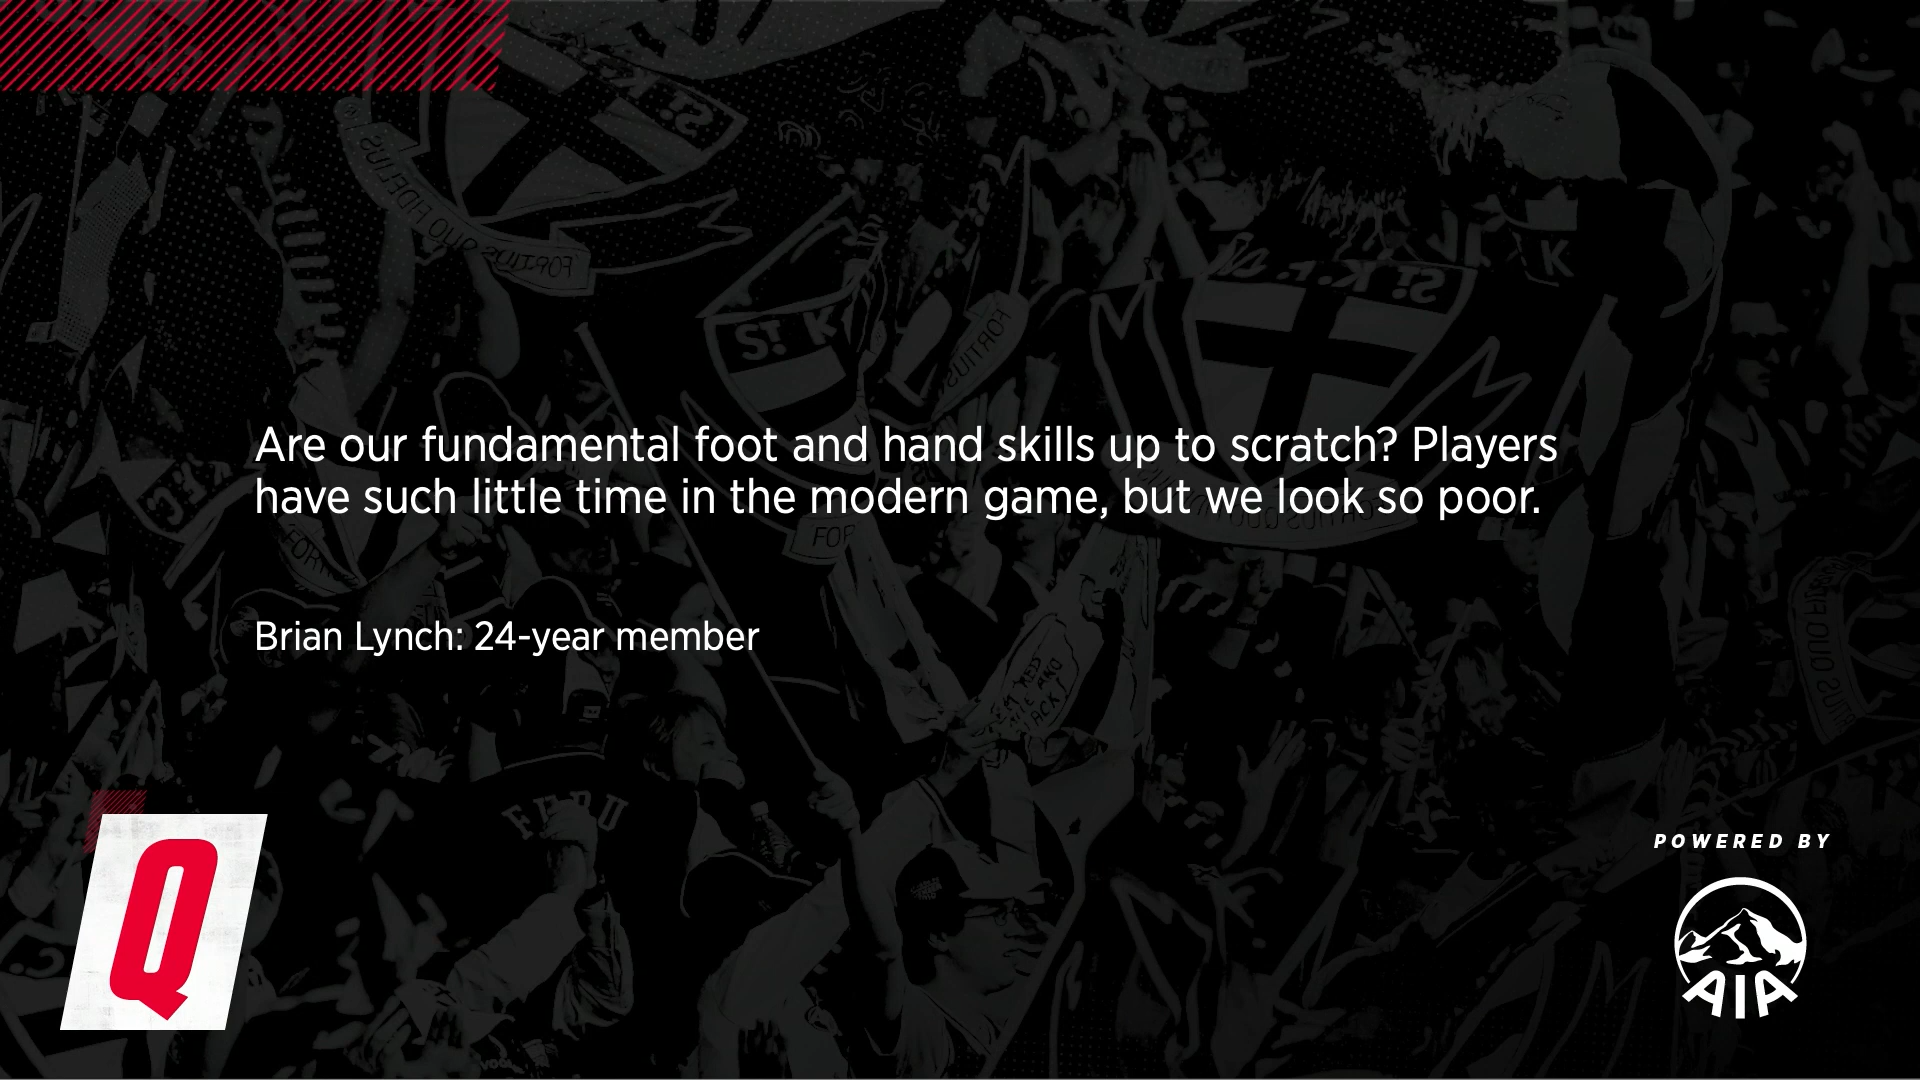 Are our fundamental foot and hand skills up to scratch? Players
have such little time in the modern game, but we look so poor.
Brian Lynch: 24-year member
Q
POWERED BY
AIA